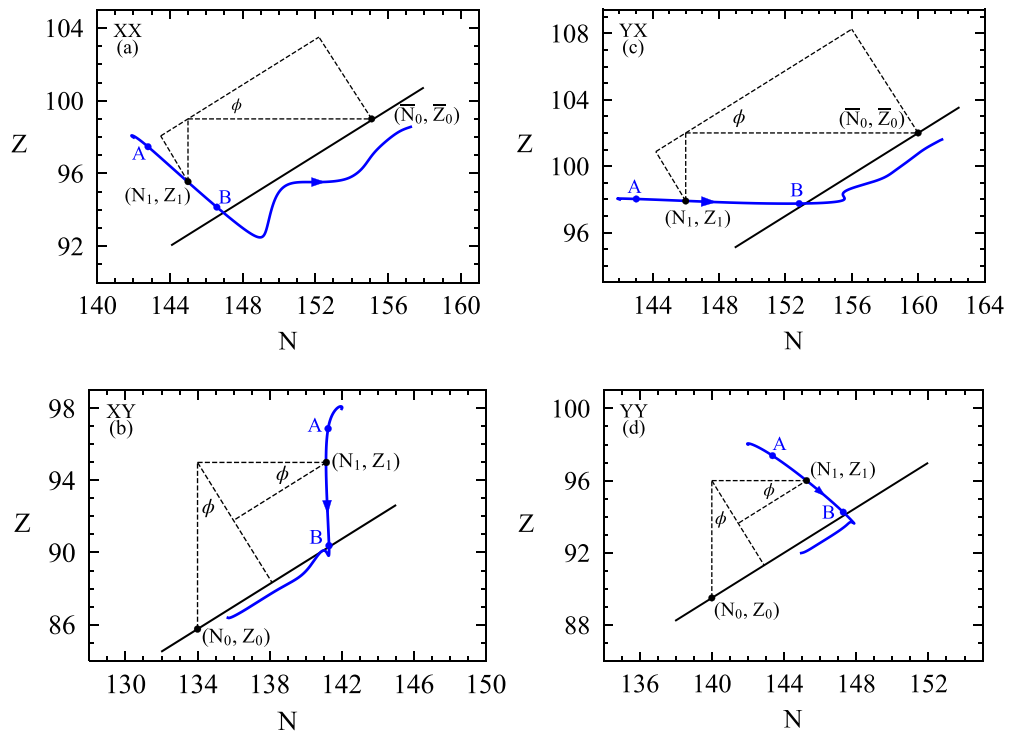 XX
(a)
104
100
96
92
Z
140 144 148 152 156 160
N
A
B
ϕ
(N₁, Z₁)
(N̅₀, Z̅₀)
YX
(c)
108
104
100
96
Z
144 148 152 156 160 164
N
A
B
ϕ
(N₁, Z₁)
(N̅₀, Z̅₀)
XY
(b)
98
94
90
86
Z
130 134 138 142 146 150
N
A
B
ϕ
ϕ
(N₁, Z₁)
(N₀, Z₀)
YY
(d)
100
96
92
88
Z
136 140 144 148 152
N
A
B
ϕ
ϕ
(N₁, Z₁)
(N₀, Z₀)